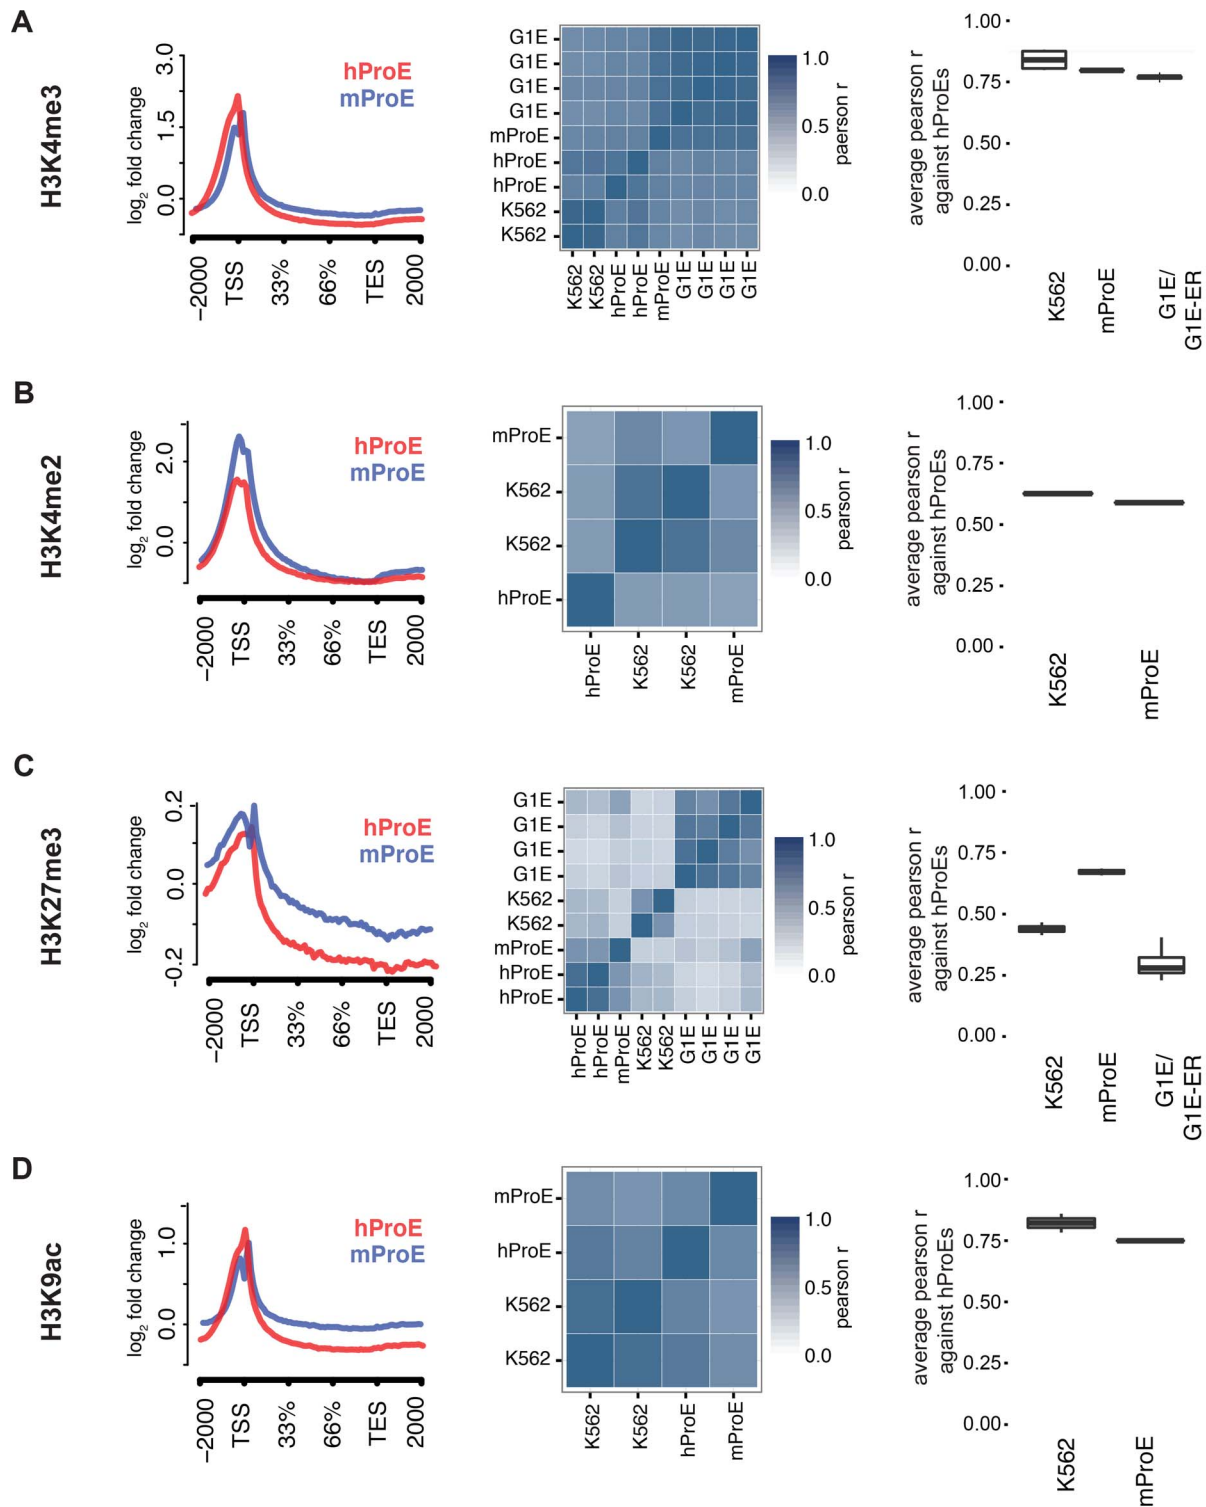 A
H3K4me3
log2 fold change
3.0
1.5
0.0
hProE
mProE
−2000
TSS
33%
66%
TES
2000
G1E
G1E
G1E
G1E
mProE
hProE
hProE
K562
K562
K562
K562
hProE
hProE
mProE
G1E
G1E
G1E
G1E
1.0
0.5
0.0
paerson r
average pearson r
against hProEs
1.00
0.75
0.50
0.25
0.00
K562
mProE
G1E/
G1E-ER
B
H3K4me2
log2 fold change
2.0
0.0
hProE
mProE
−2000
TSS
33%
66%
TES
2000
mProE
K562
K562
hProE
hProE
K562
K562
mProE
1.0
0.5
0.0
pearson r
average pearson r
against hProEs
1.00
0.75
0.50
0.25
0.00
K562
mProE
C
H3K27me3
log2 fold change
0.2
0.0
-0.2
hProE
mProE
−2000
TSS
33%
66%
TES
2000
G1E
G1E
G1E
G1E
K562
K562
mProE
hProE
hProE
hProE
hProE
mProE
K562
K562
G1E
G1E
G1E
G1E
1.0
0.5
0.0
pearson r
average pearson r
against hProEs
1.00
0.75
0.50
0.25
0.00
K562
mProE
G1E/
G1E-ER
D
H3K9ac
log2 fold change
1.0
0.0
hProE
mProE
−2000
TSS
33%
66%
TES
2000
mProE
hProE
K562
K562
K562
K562
hProE
mProE
1.0
0.5
0.0
pearson r
average pearson r
against hProEs
1.00
0.75
0.50
0.25
0.00
K562
mProE